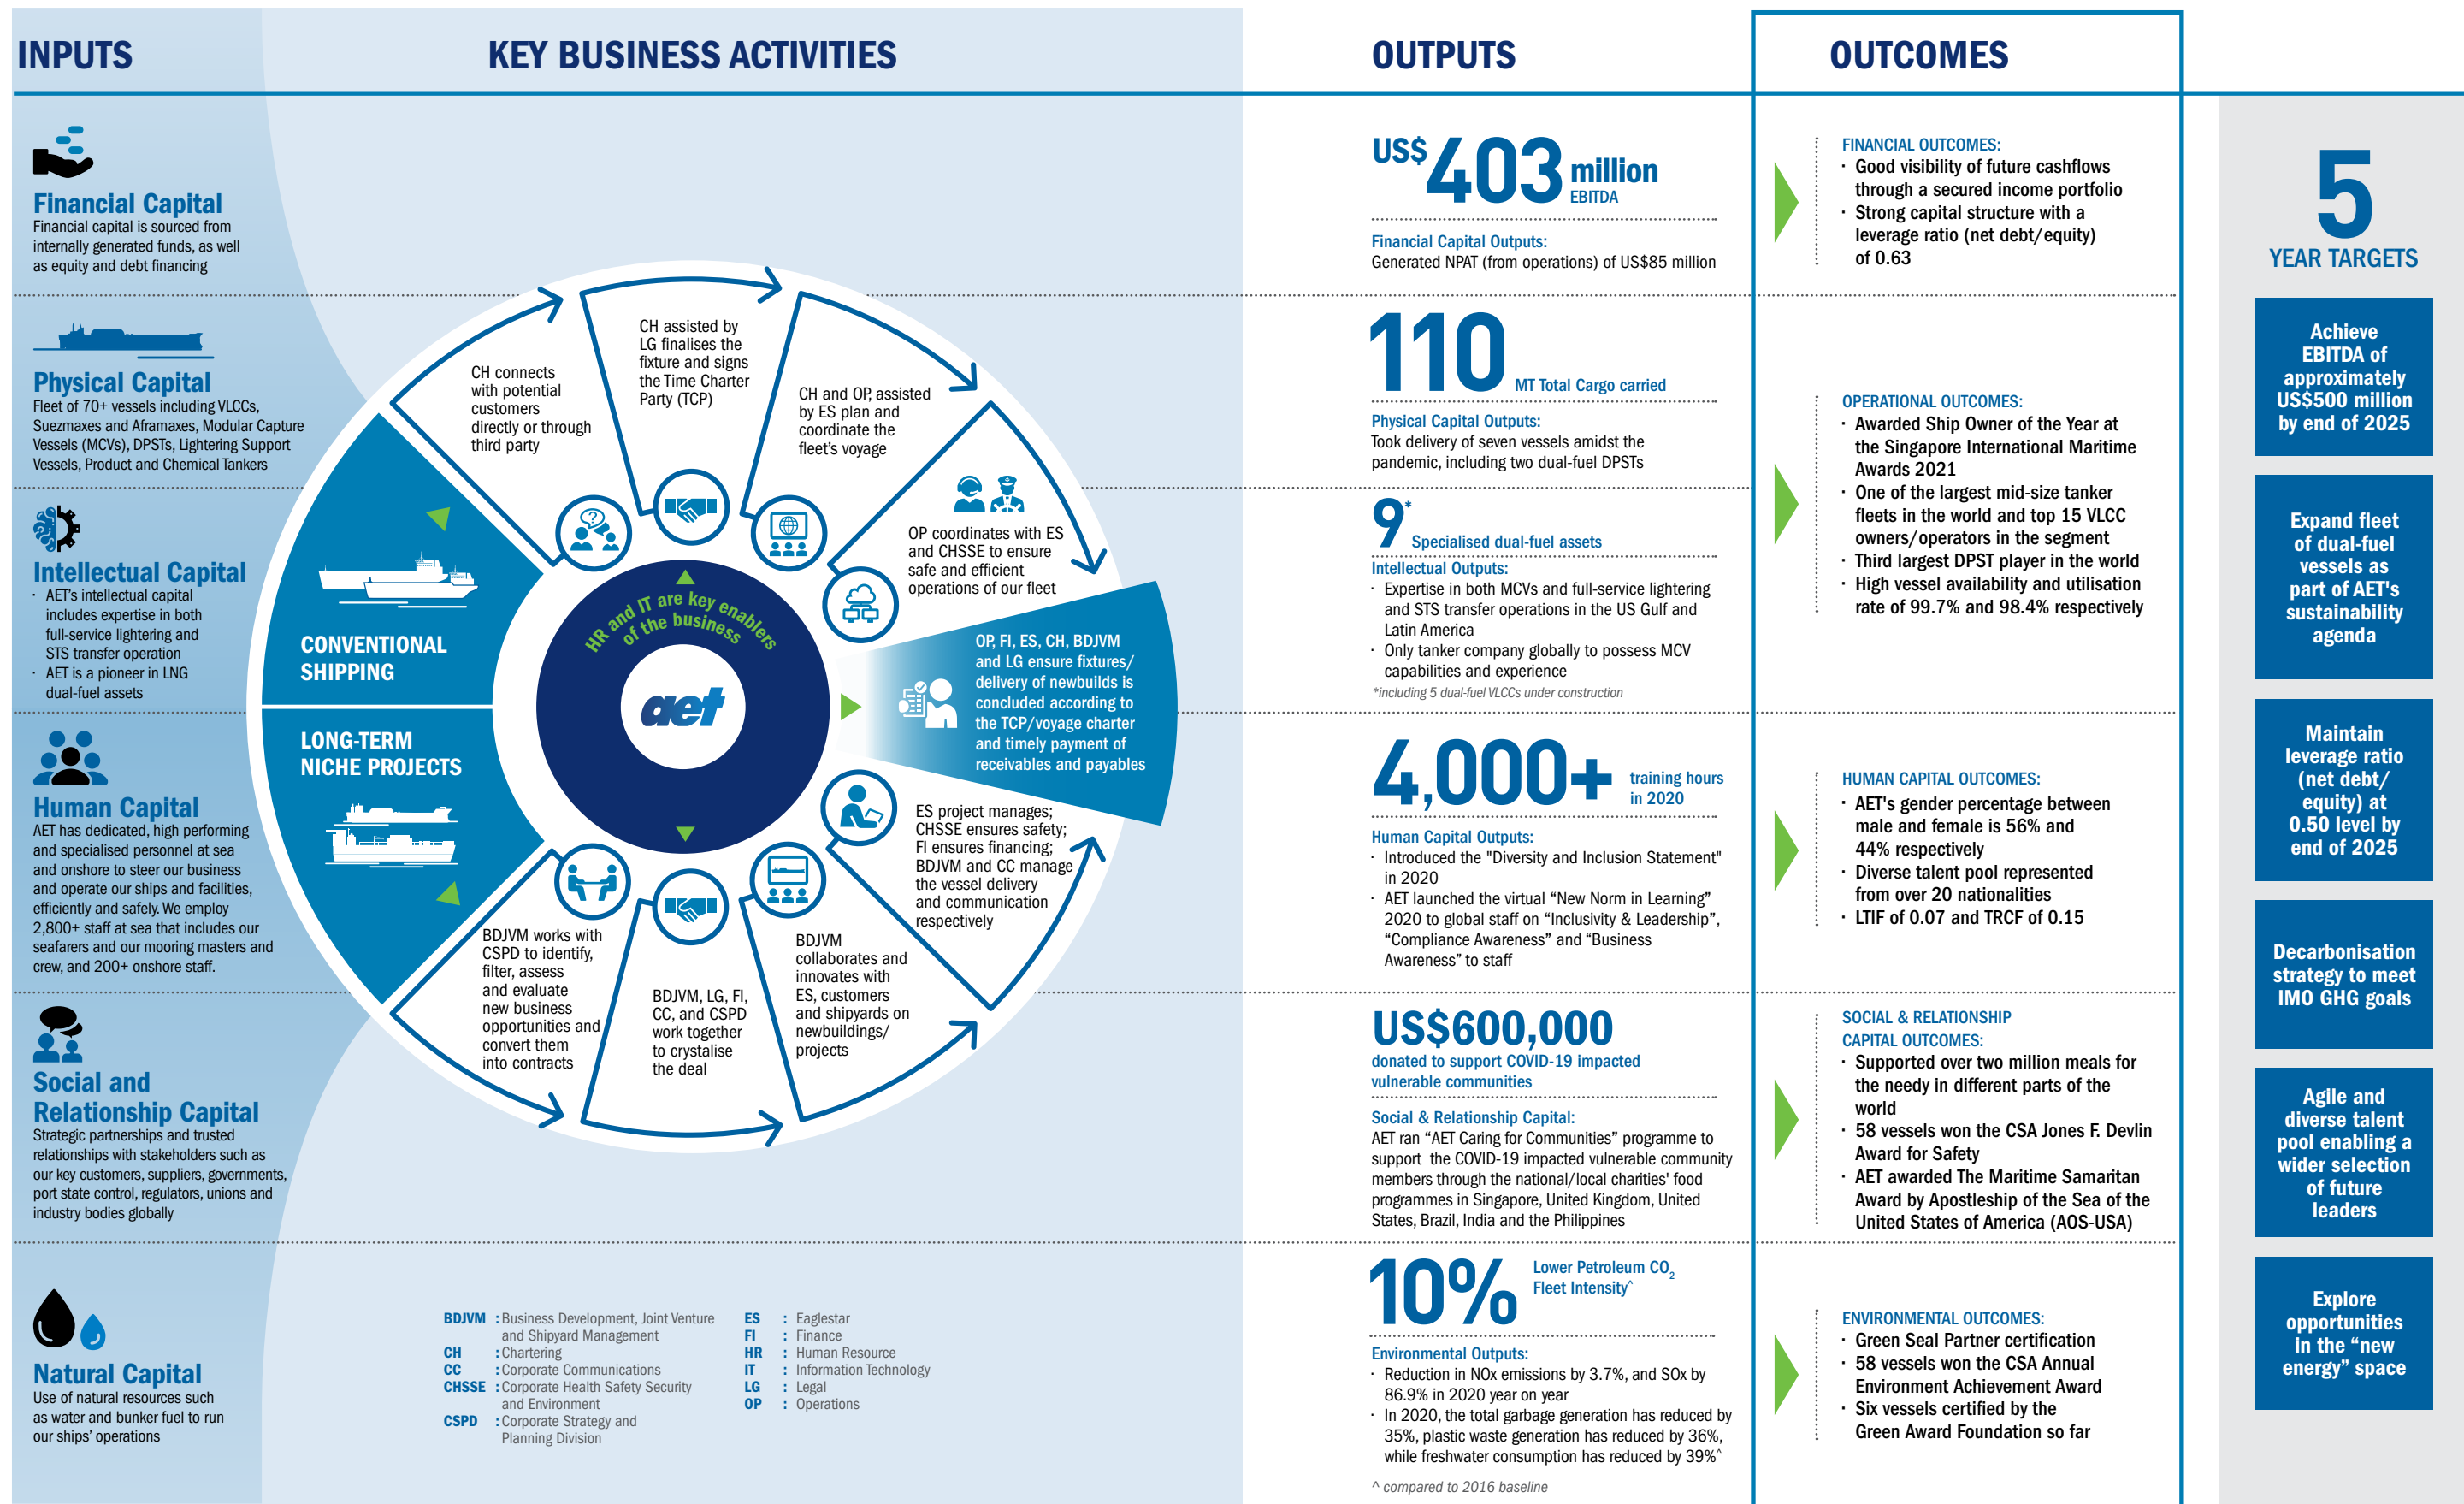 INPUTS
KEY BUSINESS ACTIVITIES
OUTPUTS
OUTCOMES
Financial Capital
Financial capital is sourced from
internally generated funds, as well
as equity and debt financing
Physical Capital
Fleet of 70+ vessels including VLCCs,
Suezmaxes and Aframaxes, Modular Capture
Vessels (MCVs), DPSTs, Lightering Support
Vessels, Product and Chemical Tankers
Intellectual Capital
· AET's intellectual capital
includes expertise in both
full-service lightering and
STS transfer operation
· AET is a pioneer in LNG
dual-fuel assets
Human Capital
AET has dedicated, high performing
and specialised personnel at sea
and onshore to steer our business
and operate our ships and facilities,
efficiently and safely. We employ
2,800+ staff at sea that includes our
seafarers and our mooring masters and
crew, and 200+ onshore staff.
Social and
Relationship Capital
Strategic partnerships and trusted
relationships with stakeholders such as
our key customers, suppliers, governments,
port state control, regulators, unions and
industry bodies globally
Natural Capital
Use of natural resources such
as water and bunker fuel to run
our ships' operations
CONVENTIONAL
SHIPPING
LONG-TERM
NICHE PROJECTS
CH connects
with potential
customers
directly or through
third party
CH assisted by
LG finalises the
fixture and signs
the Time Charter
Party (TCP)
CH and OP, assisted
by ES plan and
coordinate the
fleet's voyage
OP coordinates with ES
and CHSSE to ensure
safe and efficient
operations of our fleet
HR and IT are key enablers
of the business
aet
OP, FI, ES, CH, BDJVM
and LG ensure fixtures/
delivery of newbuilds is
concluded according to
the TCP/voyage charter
and timely payment of
receivables and payables
ES project manages;
CHSSE ensures safety;
FI ensures financing;
BDJVM and CC manage
the vessel delivery
and communication
respectively
BDJVM works with
CSPD to identify,
filter, assess
and evaluate
new business
opportunities and
convert them
into contracts
BDJVM, LG, FI,
CC, and CSPD
work together
to crystalise
the deal
BDJVM
collaborates and
innovates with
ES, customers
and shipyards on
newbuildings/
projects
BDJVM : Business Development, Joint Venture
and Shipyard Management
CH : Chartering
CC : Corporate Communications
CHSSE : Corporate Health Safety Security
and Environment
CSPD : Corporate Strategy and
Planning Division
ES : Eaglestar
FI : Finance
HR : Human Resource
IT : Information Technology
LG : Legal
OP : Operations
US$403 million
EBITDA
Financial Capital Outputs:
Generated NPAT (from operations) of US$85 million
110 MT Total Cargo carried
Physical Capital Outputs:
Took delivery of seven vessels amidst the
pandemic, including two dual-fuel DPSTs
9* Specialised dual-fuel assets
Intellectual Outputs:
· Expertise in both MCVs and full-service lightering
and STS transfer operations in the US Gulf and
Latin America
· Only tanker company globally to possess MCV
capabilities and experience
*including 5 dual-fuel VLCCs under construction
4,000+ training hours
in 2020
Human Capital Outputs:
· Introduced the "Diversity and Inclusion Statement"
in 2020
· AET launched the virtual “New Norm in Learning”
2020 to global staff on “Inclusivity & Leadership”,
“Compliance Awareness” and “Business
Awareness” to staff
US$600,000
donated to support COVID-19 impacted
vulnerable communities
Social & Relationship Capital:
AET ran “AET Caring for Communities” programme to
support the COVID-19 impacted vulnerable community
members through the national/local charities' food
programmes in Singapore, United Kingdom, United
States, Brazil, India and the Philippines
10% Lower Petroleum CO2
Fleet Intensity^
Environmental Outputs:
· Reduction in NOx emissions by 3.7%, and SOx by
86.9% in 2020 year on year
· In 2020, the total garbage generation has reduced by
35%, plastic waste generation has reduced by 36%,
while freshwater consumption has reduced by 39%^
^ compared to 2016 baseline
FINANCIAL OUTCOMES:
· Good visibility of future cashflows
through a secured income portfolio
· Strong capital structure with a
leverage ratio (net debt/equity)
of 0.63
OPERATIONAL OUTCOMES:
· Awarded Ship Owner of the Year at
the Singapore International Maritime
Awards 2021
· One of the largest mid-size tanker
fleets in the world and top 15 VLCC
owners/operators in the segment
· Third largest DPST player in the world
· High vessel availability and utilisation
rate of 99.7% and 98.4% respectively
HUMAN CAPITAL OUTCOMES:
· AET's gender percentage between
male and female is 56% and
44% respectively
· Diverse talent pool represented
from over 20 nationalities
· LTIF of 0.07 and TRCF of 0.15
SOCIAL & RELATIONSHIP
CAPITAL OUTCOMES:
· Supported over two million meals for
the needy in different parts of the
world
· 58 vessels won the CSA Jones F. Devlin
Award for Safety
· AET awarded The Maritime Samaritan
Award by Apostleship of the Sea of the
United States of America (AOS-USA)
ENVIRONMENTAL OUTCOMES:
· Green Seal Partner certification
· 58 vessels won the CSA Annual
Environment Achievement Award
· Six vessels certified by the
Green Award Foundation so far
5
YEAR TARGETS
Achieve
EBITDA of
approximately
US$500 million
by end of 2025
Expand fleet
of dual-fuel
vessels as
part of AET's
sustainability
agenda
Maintain
leverage ratio
(net debt/
equity) at
0.50 level by
end of 2025
Decarbonisation
strategy to meet
IMO GHG goals
Agile and
diverse talent
pool enabling a
wider selection
of future
leaders
Explore
opportunities
in the “new
energy” space